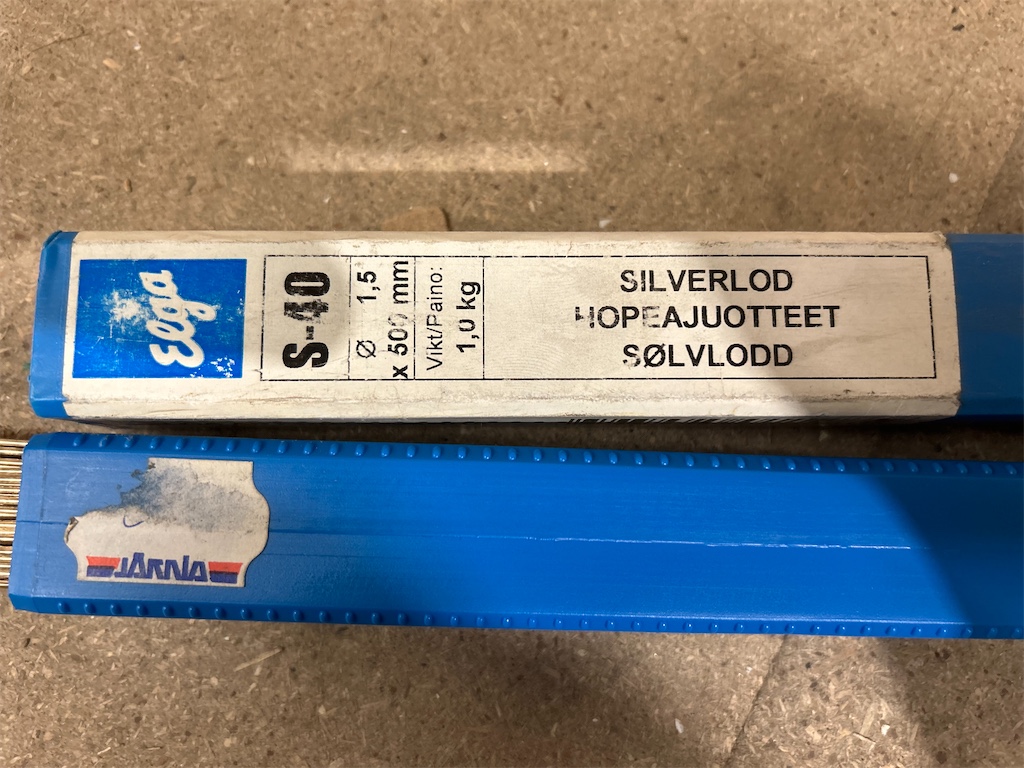 Elga
S-40
Ø 1,5
x 500 mm
Vikt/Paino:
1,0 kg
SILVERLOD
HOPEAJUOTTEET
SØLVLODD
JÄRNIA